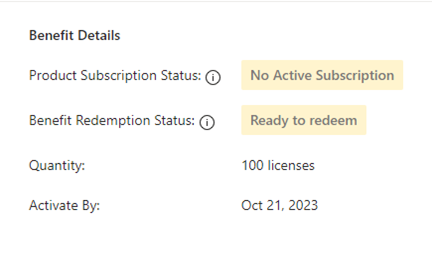 Benefit Details
Product Subscription Status: No Active Subscription
Benefit Redemption Status: Ready to redeem
Quantity: 100 licenses
Activate By: Oct 21, 2023